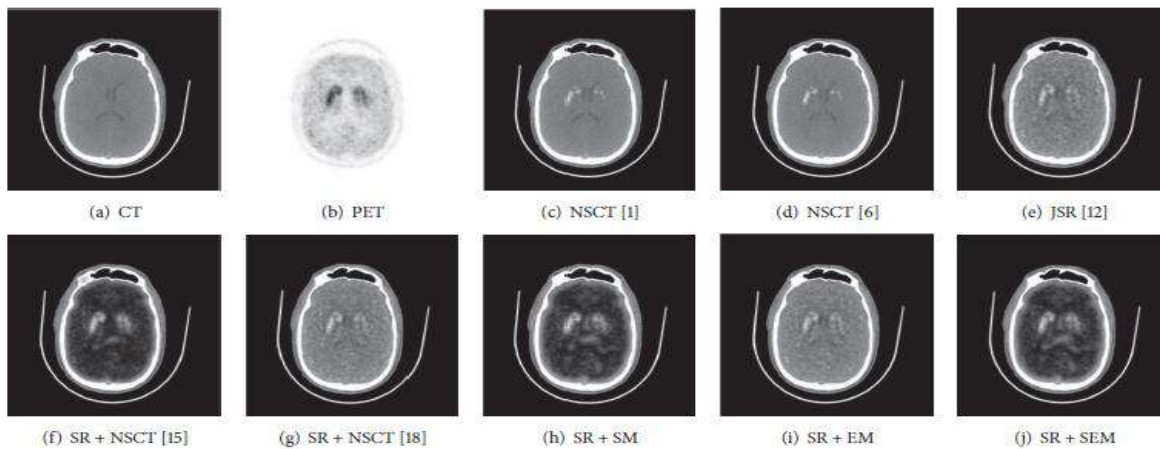 (a) CT
(b) PET
(c) NSCT [1]
(d) NSCT [6]
(e) JSR [12]
(f) SR + NSCT [15]
(g) SR + NSCT [18]
(h) SR + SM
(i) SR + EM
(j) SR + SEM